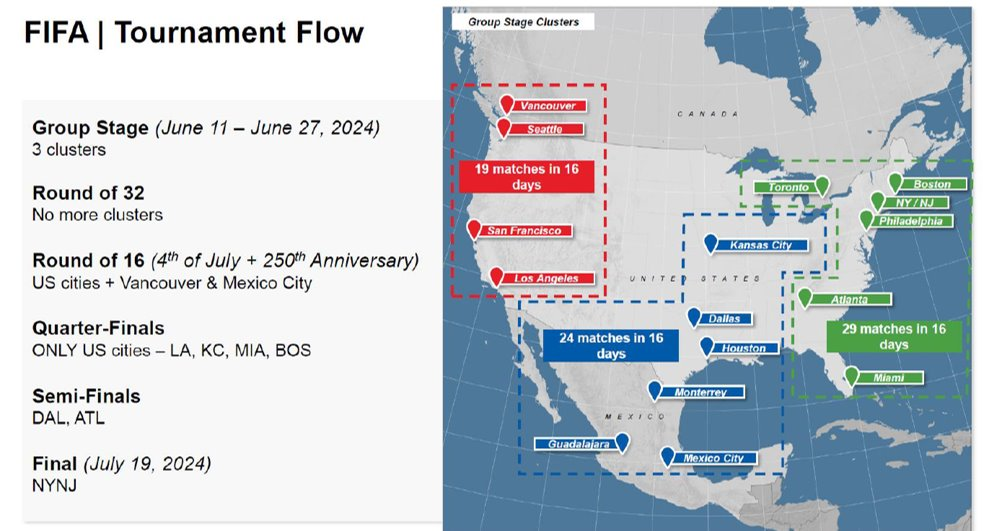 FIFA | Tournament Flow
Group Stage (June 11 – June 27, 2024)
3 clusters
Round of 32
No more clusters
Round of 16 (4th of July + 250th Anniversary)
US cities + Vancouver & Mexico City
Quarter-Finals
ONLY US cities – LA, KC, MIA, BOS
Semi-Finals
DAL, ATL
Final (July 19, 2024)
NYNJ
Group Stage Clusters
CANADA
Vancouver
Seattle
19 matches in 16
days
San Francisco
Los Angeles
Toronto
Boston
NY / NJ
Philadelphia
Kansas City
UNITED STATES
Atlanta
Dallas
29 matches in 16
days
24 matches in 16
days
Houston
Miami
Monterrey
MEXICO
Guadalajara
Mexico City